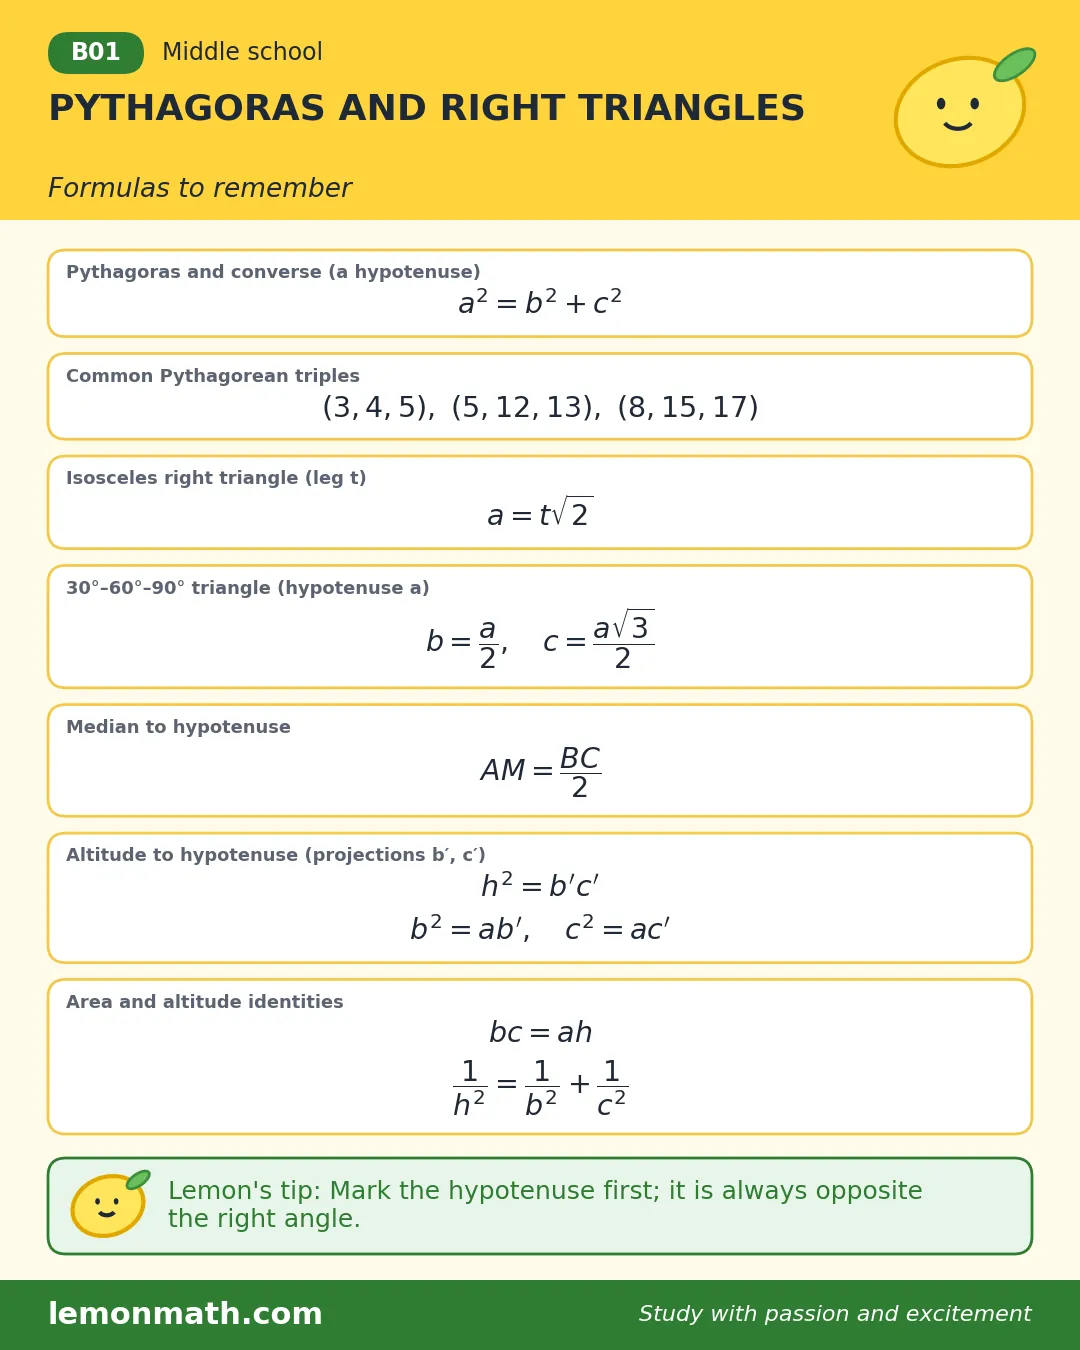 B01 Middle school
PYTHAGORAS AND RIGHT TRIANGLES
Formulas to remember
Pythagoras and converse (a hypotenuse)
a² = b² + c²
Common Pythagorean triples
(3, 4, 5), (5, 12, 13), (8, 15, 17)
Isosceles right triangle (leg t)
a = t√2
30°–60°–90° triangle (hypotenuse a)
b = a/2, c = a√3/2
Median to hypotenuse
AM = BC/2
Altitude to hypotenuse (projections b′, c′)
h² = b′c′
b² = ab′, c² = ac′
Area and altitude identities
bc = ah
1/h² = 1/b² + 1/c²
Lemon's tip: Mark the hypotenuse first; it is always opposite
the right angle.
lemonmath.com Study with passion and excitement